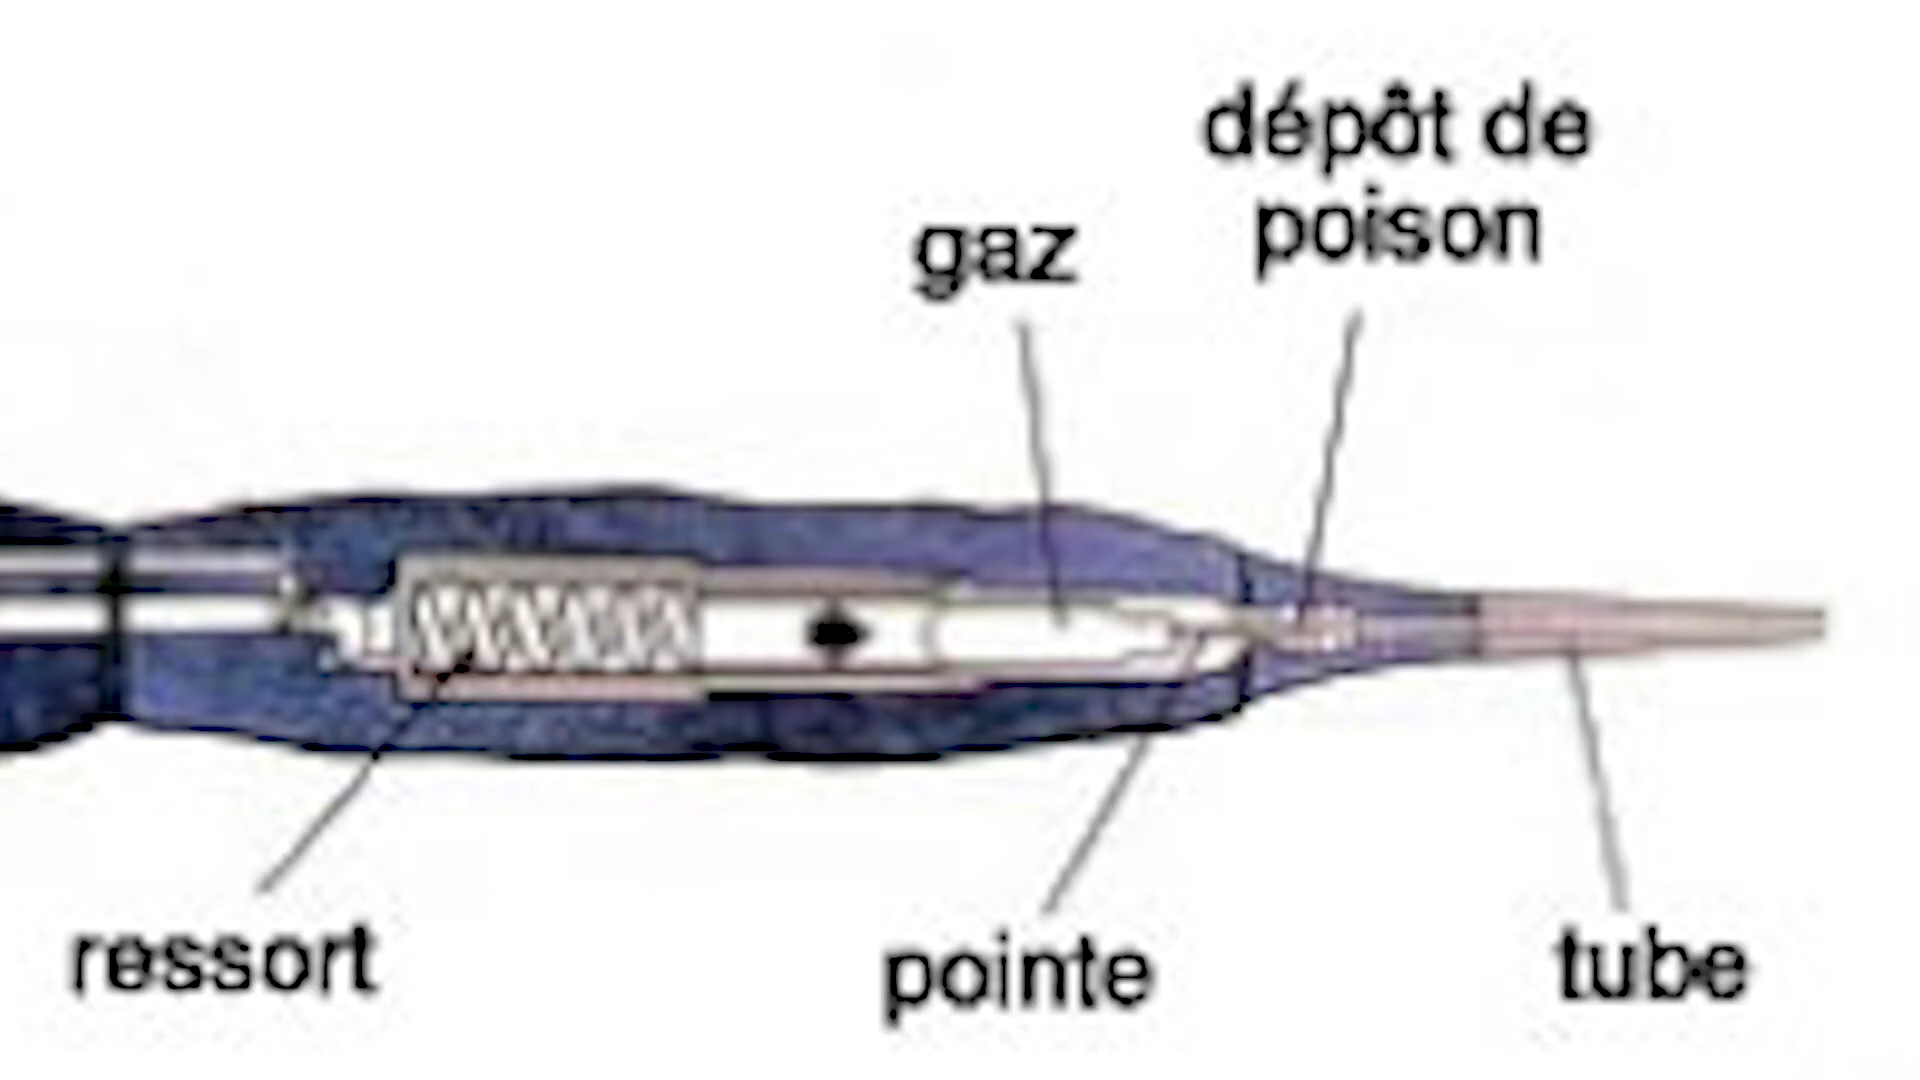 dépôt de
poison
gaz
ressort
pointe
tube